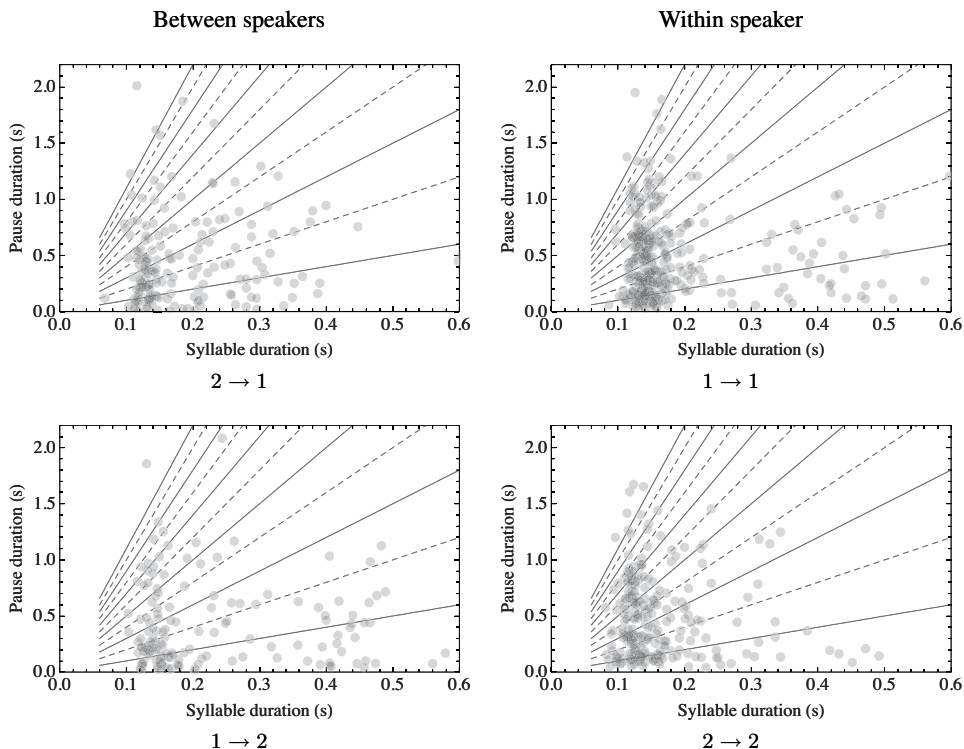 Between speakers
Within speaker
2.0
1.5
1.0
0.5
0.0
Pause duration (s)
0.0 0.1 0.2 0.3 0.4 0.5 0.6
Syllable duration (s)
2 → 1
2.0
1.5
1.0
0.5
0.0
Pause duration (s)
0.0 0.1 0.2 0.3 0.4 0.5 0.6
Syllable duration (s)
1 → 1
2.0
1.5
1.0
0.5
0.0
Pause duration (s)
0.0 0.1 0.2 0.3 0.4 0.5 0.6
Syllable duration (s)
1 → 2
2.0
1.5
1.0
0.5
0.0
Pause duration (s)
0.0 0.1 0.2 0.3 0.4 0.5 0.6
Syllable duration (s)
2 → 2